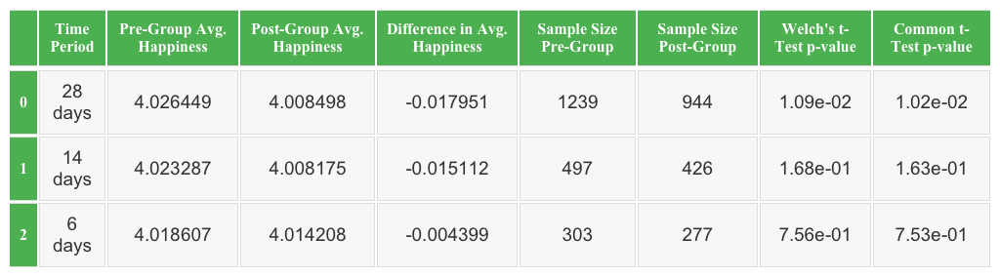 Time Period Pre-Group Avg. Happiness Post-Group Avg. Happiness Difference in Avg. Happiness Sample Size Pre-Group Sample Size Post-Group Welch's t-Test p-value Common t-Test p-value
0 28 days 4.026449 4.008498 -0.017951 1239 944 1.09e-02 1.02e-02
1 14 days 4.023287 4.008175 -0.015112 497 426 1.68e-01 1.63e-01
2 6 days 4.018607 4.014208 -0.004399 303 277 7.56e-01 7.53e-01